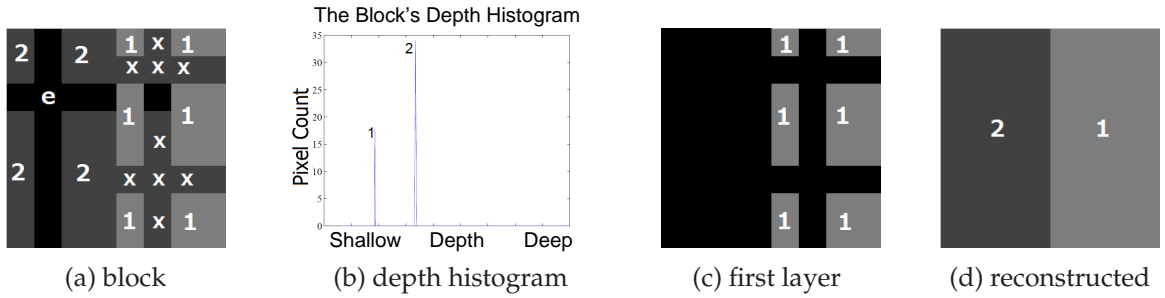 The Block's Depth Histogram
2 2 1 x 1
x x x
e
1 1
x
2 2 x x x
1 x 1
35
30
25
20
15
10
5
0
Pixel Count
1
2
Shallow Depth Deep
1 1
1 1
1 1
2 1
(a) block (b) depth histogram (c) first layer (d) reconstructed